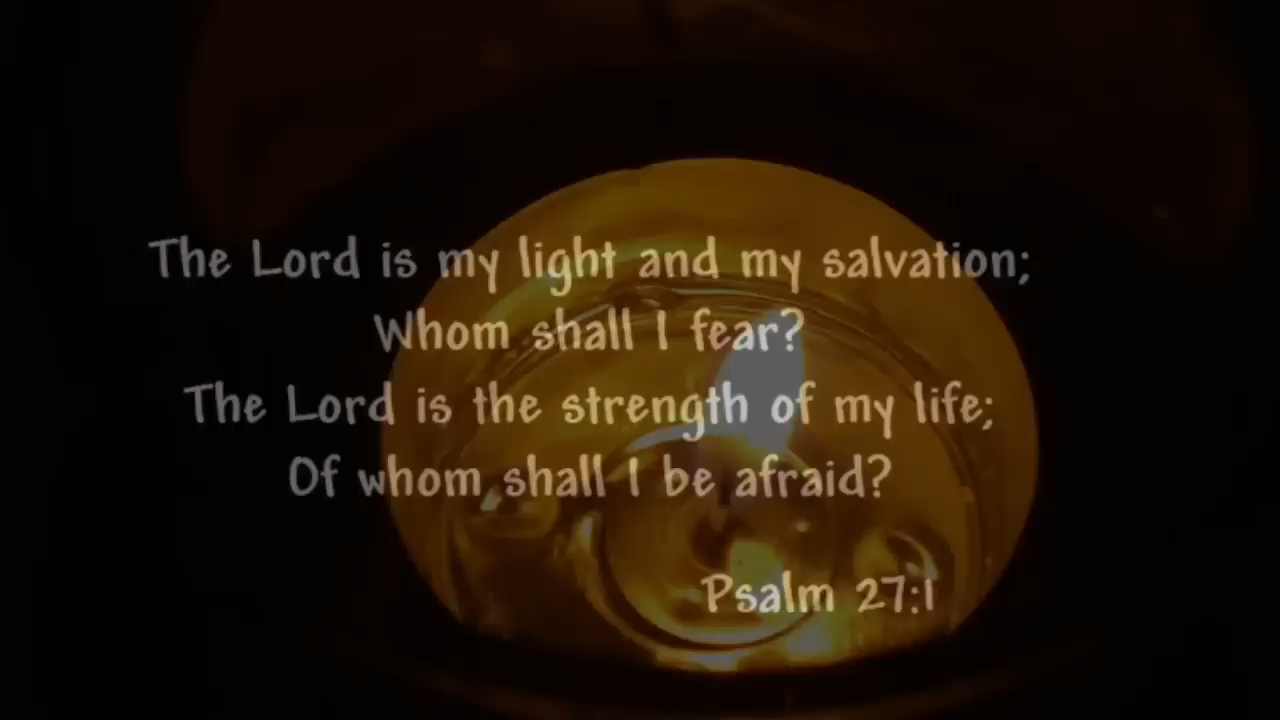 The Lord is my light and my salvation;
Whom shall I fear?
The Lord is the strength of my life;
Of whom shall I be afraid?
Psalm 27:1